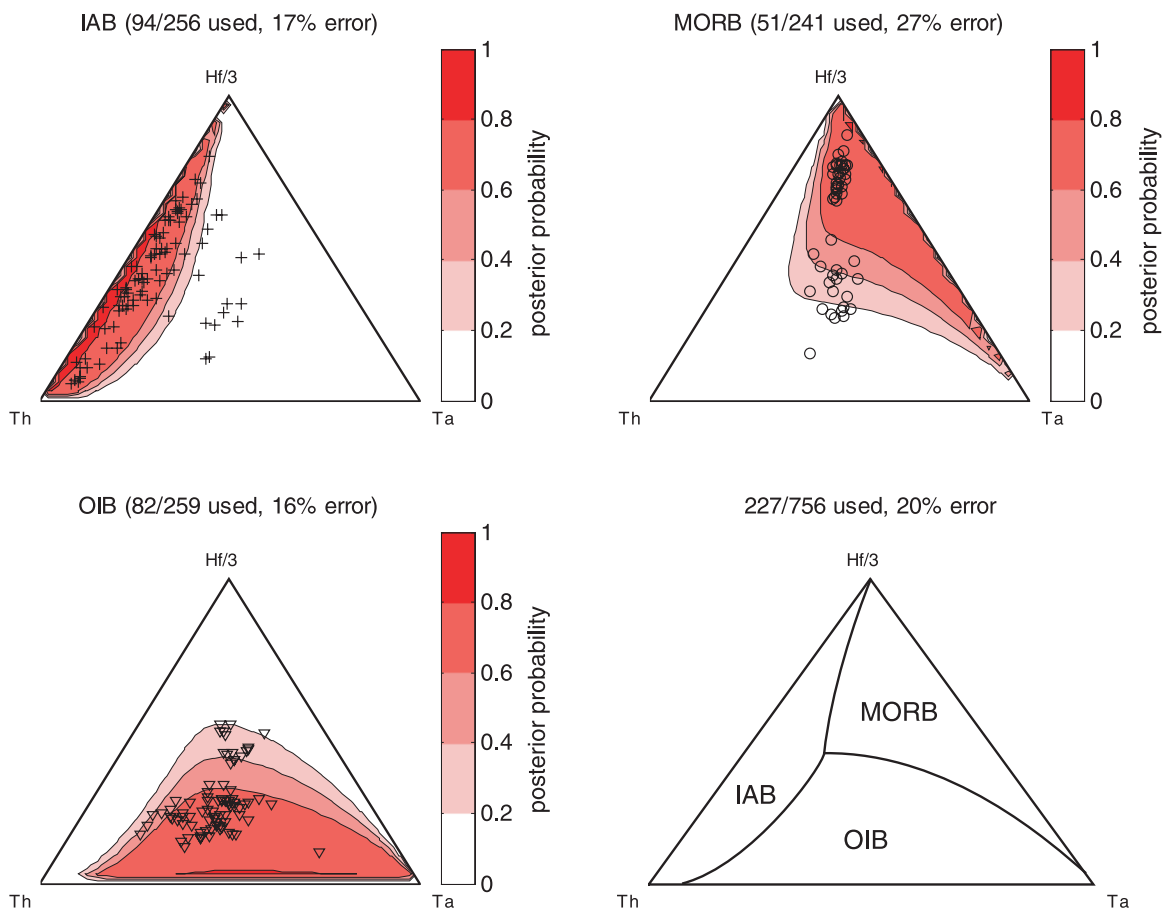 IAB (94/256 used, 17% error)
MORB (51/241 used, 27% error)
1
0.8
0.6
0.4
0.2
0
posterior probability
Hf/3
Th
Ta
1
0.8
0.6
0.4
0.2
0
posterior probability
Hf/3
Th
Ta
OIB (82/259 used, 16% error)
227/756 used, 20% error
1
0.8
0.6
0.4
0.2
0
posterior probability
Hf/3
Th
Ta
Hf/3
MORB
IAB
OIB
Th
Ta